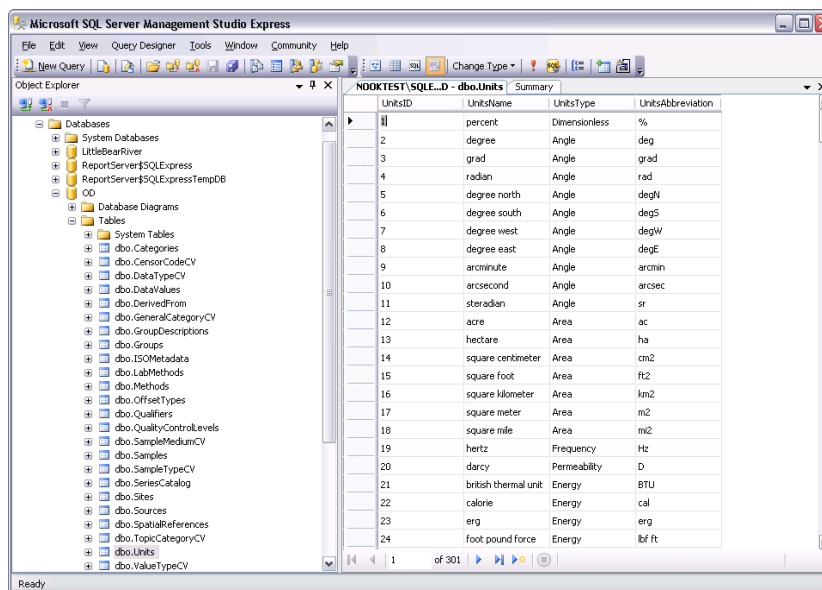 Microsoft SQL Server Management Studio Express
File Edit View Query Designer Tools Window Community Help
New Query Change Type
Object Explorer
NOOKTEST\SQLE...D - dbo.Units Summary
Databases
System Databases
LittleBearRiver
ReportServer$SQLExpress
ReportServer$SQLExpressTempDB
OD
Database Diagrams
Tables
System Tables
dbo.Categories
dbo.CensorCodeCV
dbo.DataTypeCV
dbo.DataValues
dbo.DerivedFrom
dbo.GeneralCategoryCV
dbo.GroupDescriptions
dbo.Groups
dbo.ISOMetadata
dbo.LabMethods
dbo.Methods
dbo.OffsetTypes
dbo.Qualifiers
dbo.QualityControlLevels
dbo.SampleMediumCV
dbo.Samples
dbo.SampleTypeCV
dbo.SeriesCatalog
dbo.Sites
dbo.Sources
dbo.SpatialReferences
dbo.TopicCategoryCV
dbo.Units
dbo.ValueTypeCV
UnitsID UnitsName UnitsType UnitsAbbreviation
1 percent Dimensionless %
2 degree Angle deg
3 grad Angle grad
4 radian Angle rad
5 degree north Angle degN
6 degree south Angle degS
7 degree west Angle degW
8 degree east Angle degE
9 arcminute Angle arcmin
10 arcsecond Angle arcsec
11 steradian Angle sr
12 acre Area ac
13 hectare Area ha
14 square centimeter Area cm2
15 square foot Area ft2
16 square kilometer Area km2
17 square meter Area m2
18 square mile Area mi2
19 hertz Frequency Hz
20 darcy Permeability D
21 british thermal unit Energy BTU
22 calorie Energy cal
23 erg Energy erg
24 foot pound force Energy lbf ft
1 of 301
Ready